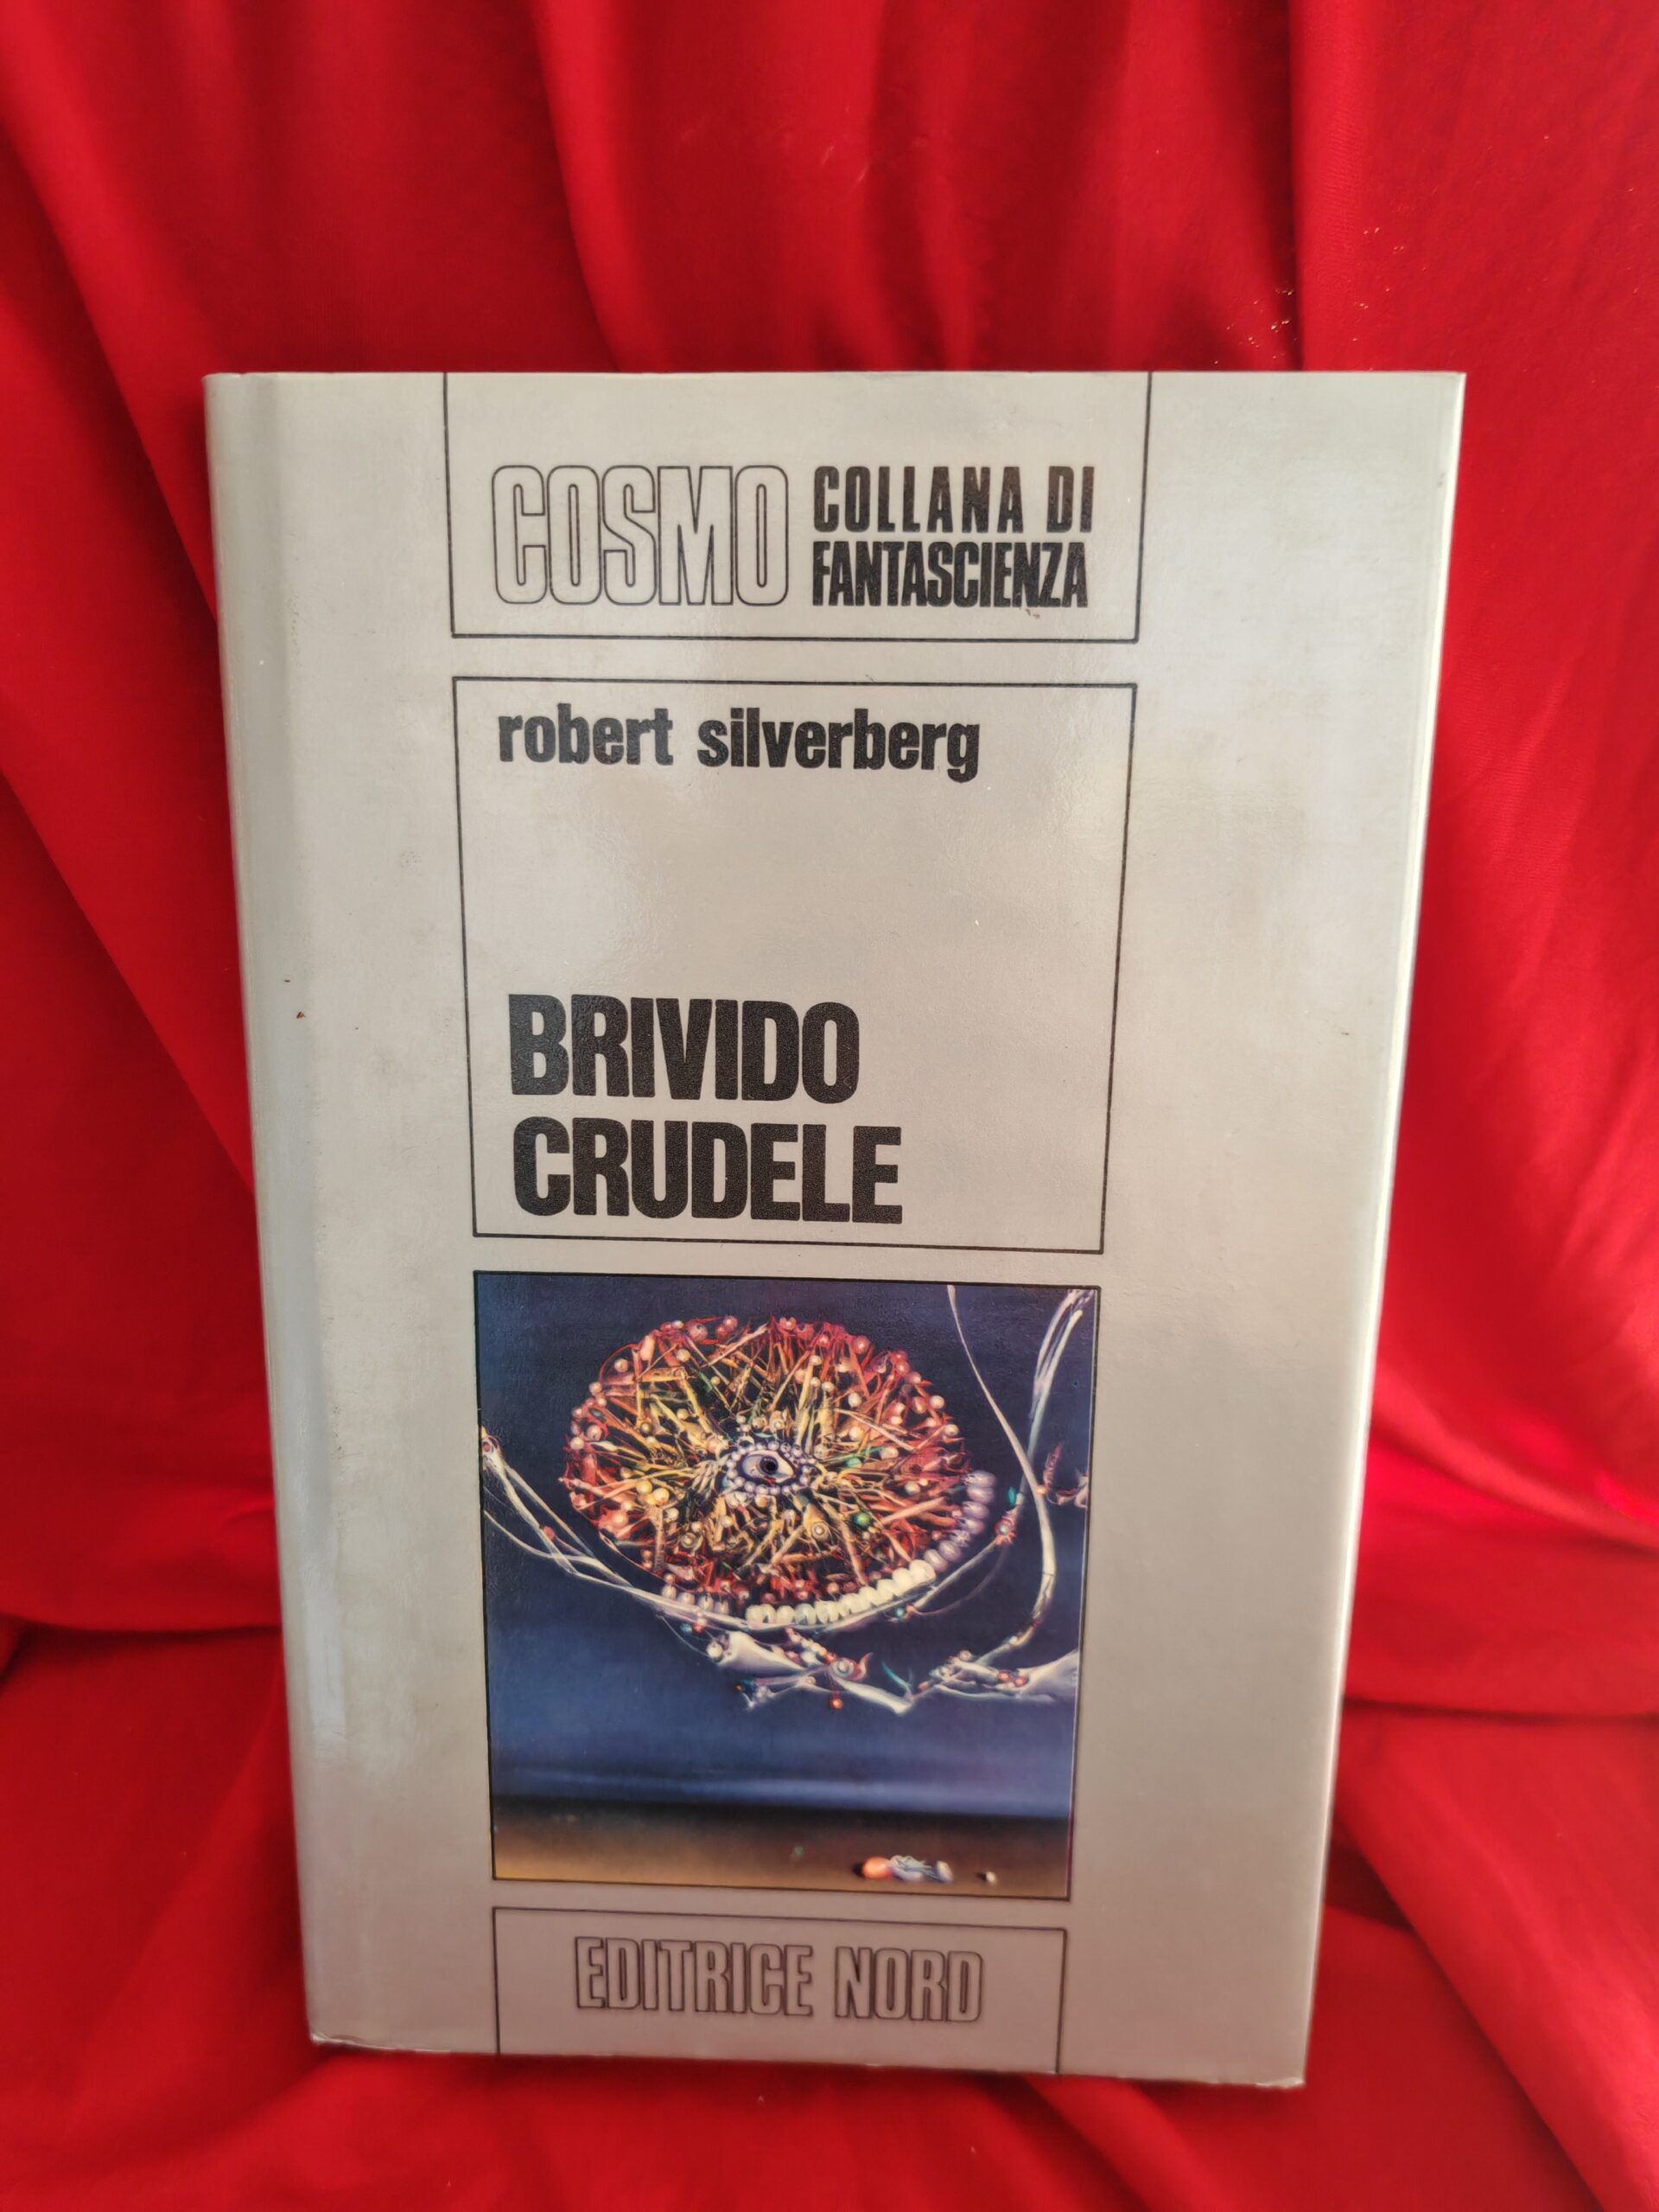 COSMO COLLANA DI
FANTASCIENZA
robert silverberg
BRIVIDO
CRUDELE
EDITRICE NORD